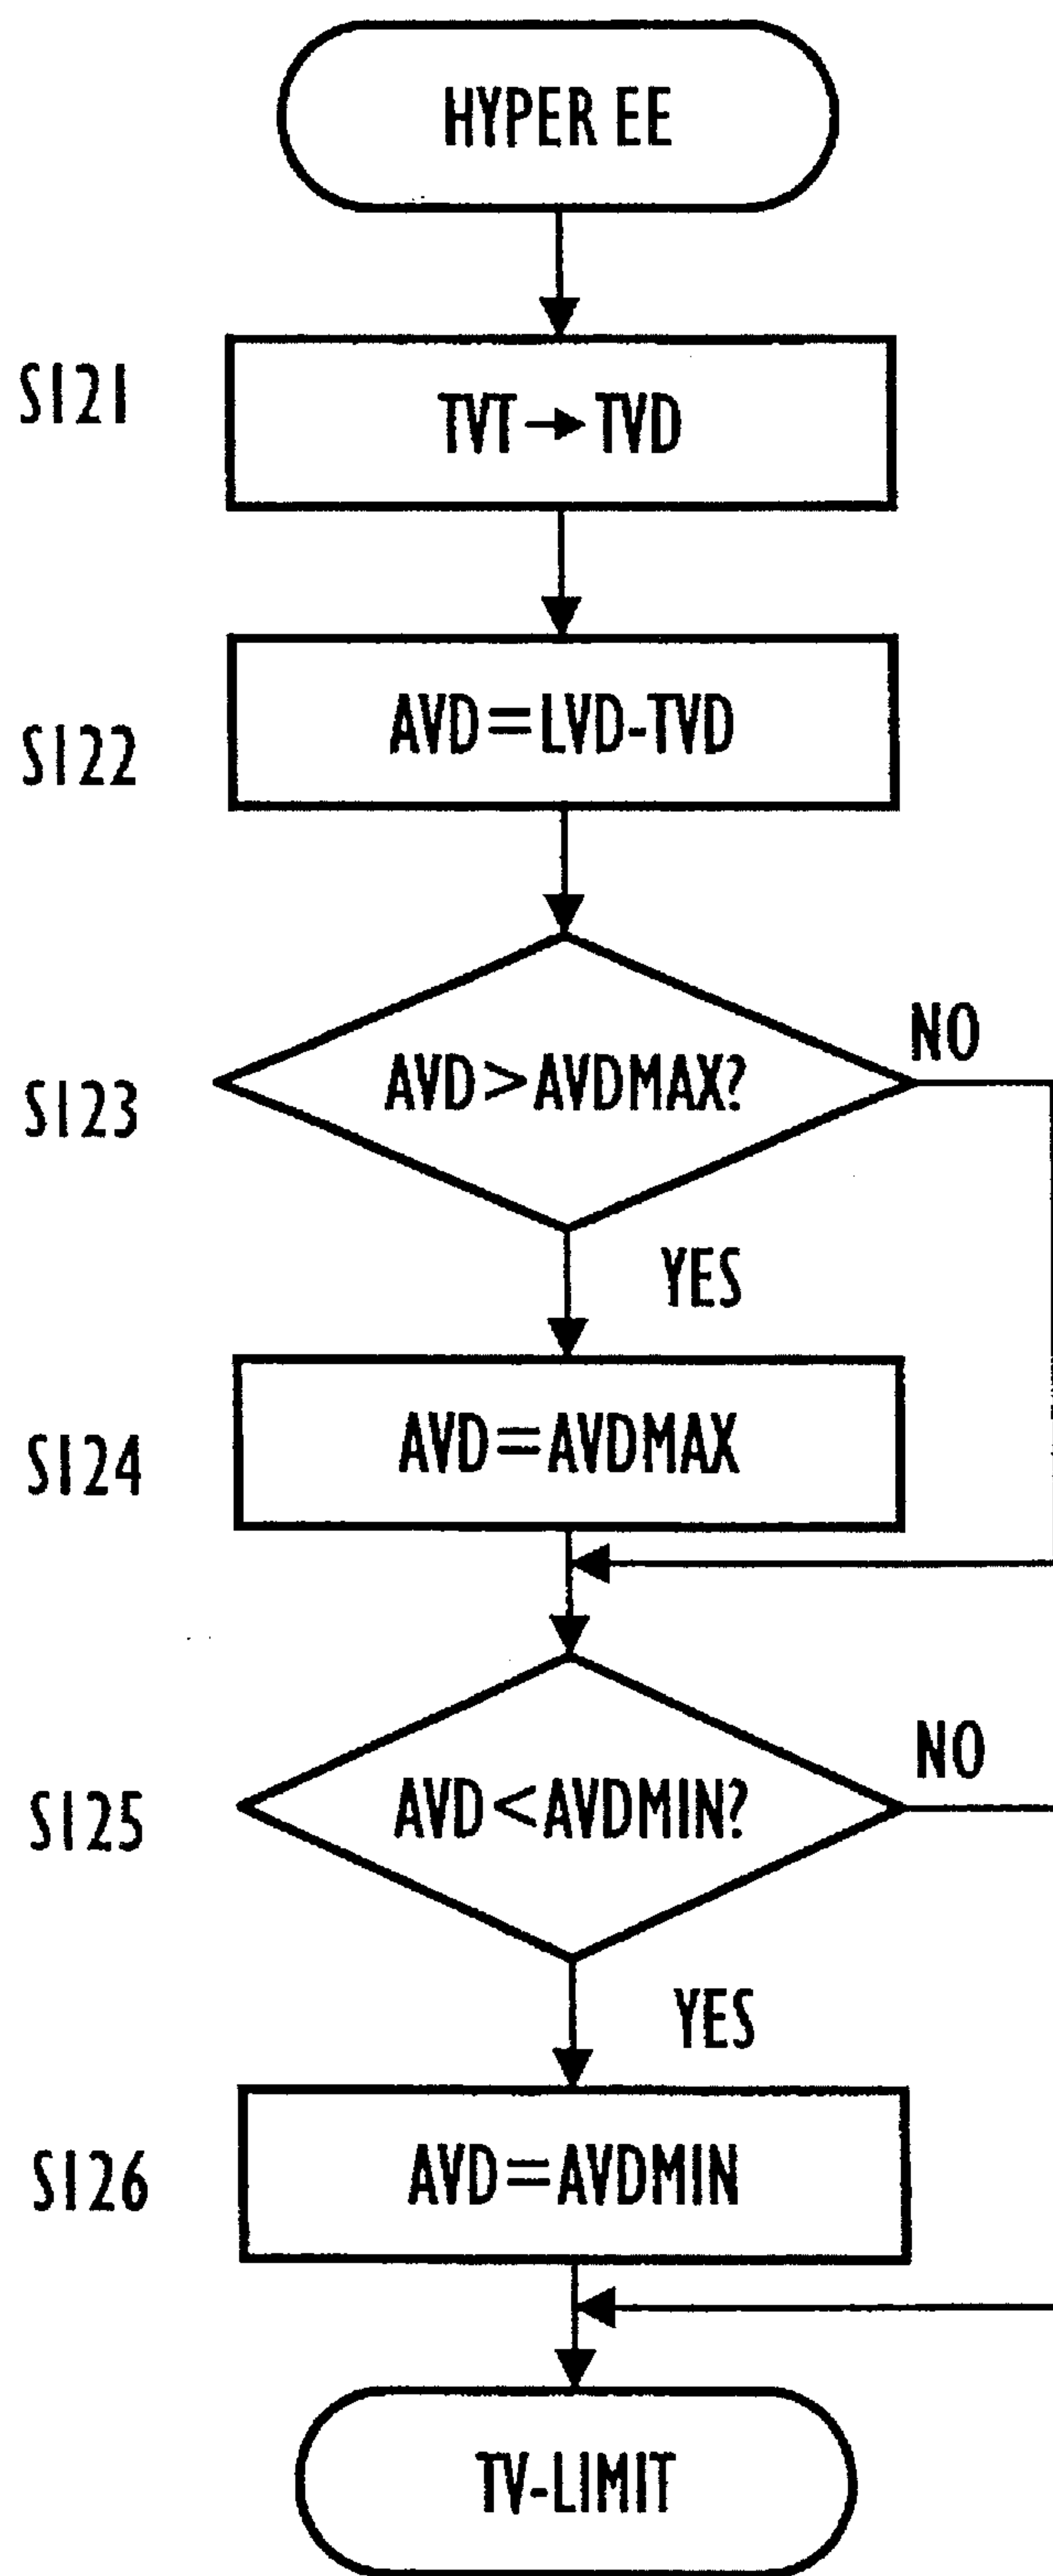 HYPER EE
S121
TVT→TVD
S122
AVD=LVD-TVD
S123
AVD>AVDMAX?
NO
YES
S124
AVD=AVDMAX
S125
AVD<AVDMIN?
NO
YES
S126
AVD=AVDMIN
TV-LIMIT